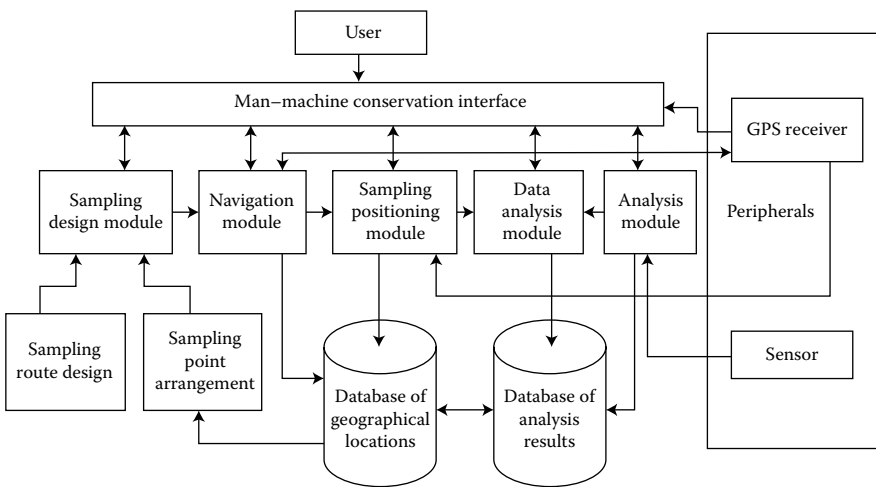 User
Man–machine conservation interface
GPS receiver
Sampling
design module
Navigation
module
Sampling
positioning
module
Data
analysis
module
Analysis
module
Peripherals
Sampling
route design
Sampling
point
arrangement
Database of
geographical
locations
Database of
analysis
results
Sensor